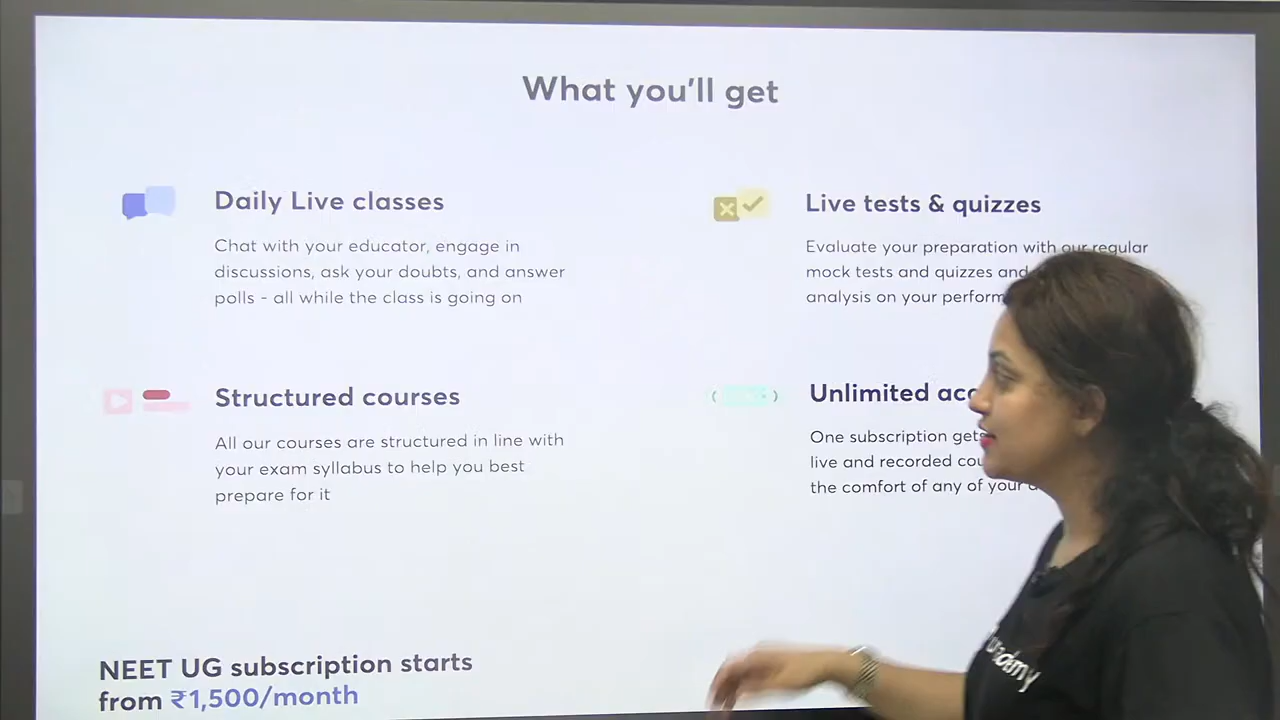 What you'll get
Daily Live classes
Chat with your educator, engage in
discussions, ask your doubts, and answer
polls - all while the class is going on
Live tests & quizzes
Evaluate your preparation with our regular
mock tests and quizzes and
analysis on your
Structured courses
All our courses are structured in line with
your exam syllabus to help you best
prepare for it
Unlimited
One subscription gets
live and recorded
the comfort of any of your
NEET UG subscription starts
from ₹1,500/month